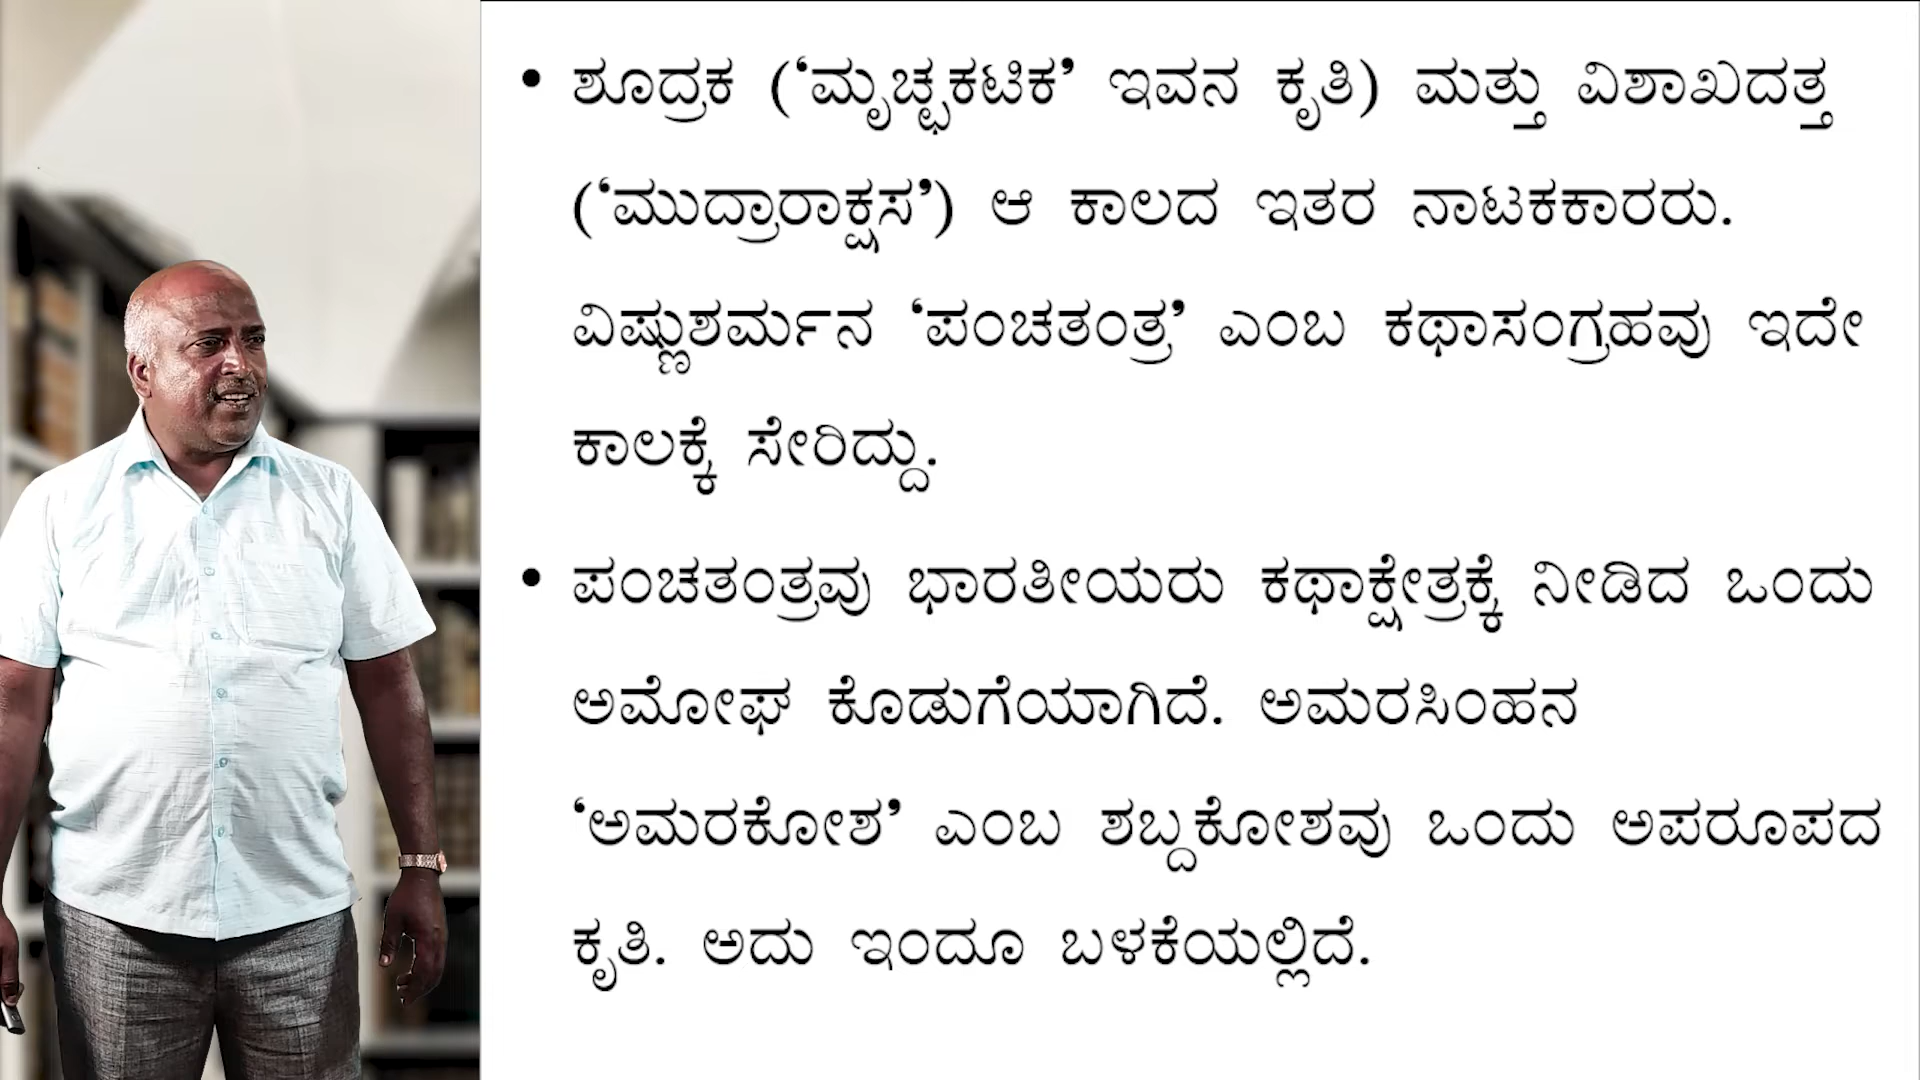 • ಶೂದ್ರಕ (‘ಮೃಚ್ಛಕಟಿಕ’ ಇವನ ಕೃತಿ) ಮತ್ತು ವಿಶಾಖದತ್ತ
(‘ಮುದ್ರಾರಾಕ್ಷಸ’) ಆ ಕಾಲದ ಇತರ ನಾಟಕಕಾರರು.
ವಿಷ್ಣುಶರ್ಮನ ‘ಪಂಚತಂತ್ರ’ ಎಂಬ ಕಥಾಸಂಗ್ರಹವು ಇದೇ
ಕಾಲಕ್ಕೆ ಸೇರಿದ್ದು.
• ಪಂಚತಂತ್ರವು ಭಾರತೀಯರು ಕಥಾಕ್ಷೇತ್ರಕ್ಕೆ ನೀಡಿದ ಒಂದು
ಅಮೋಘ ಕೊಡುಗೆಯಾಗಿದೆ. ಅಮರಸಿಂಹನ
‘ಅಮರಕೋಶ’ ಎಂಬ ಶಬ್ದಕೋಶವು ಒಂದು ಅಪರೂಪದ
ಕೃತಿ. ಅದು ಇಂದೂ ಬಳಕೆಯಲ್ಲಿದೆ.